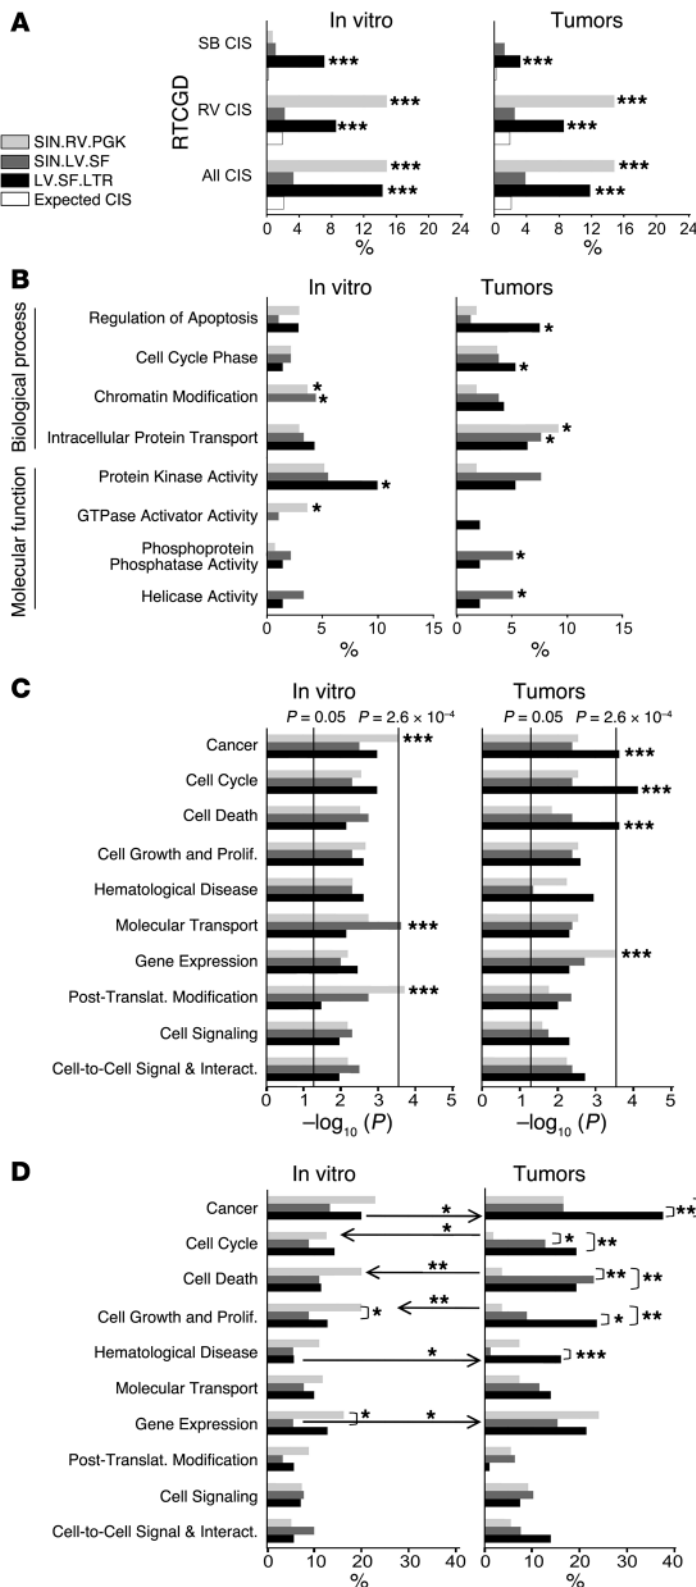 A
In vitro
Tumors
RTCGD
SB CIS
***
***
RV CIS
***
***
***
***
All CIS
***
***
***
***
SIN.RV.PGK
SIN.LV.SF
LV.SF.LTR
Expected CIS
0 4 8 12 16 20 24
0 4 8 12 16 20 24
%
%
B
In vitro
Tumors
Biological process
Regulation of Apoptosis
*
Cell Cycle Phase
*
Chromatin Modification
*
*
Intracellular Protein Transport
*
*
Molecular function
Protein Kinase Activity
*
GTPase Activator Activity
*
Phosphoprotein
Phosphatase Activity
*
Helicase Activity
*
0 5 10 15
0 5 10 15
%
%
C
In vitro
Tumors
P = 0.05 P = 2.6 × 10⁻⁴
P = 0.05 P = 2.6 × 10⁻⁴
Cancer
***
***
Cell Cycle
***
Cell Death
***
Cell Growth and Prolif.
Hematological Disease
Molecular Transport
***
Gene Expression
***
Post-Translat. Modification
***
Cell Signaling
Cell-to-Cell Signal & Interact.
0 1 2 3 4 5
0 1 2 3 4 5
–log₁₀ (P)
–log₁₀ (P)
D
In vitro
Tumors
Cancer
*
**
Cell Cycle
*
*
**
Cell Death
**
**
**
Cell Growth and Prolif.
*
**
*
**
Hematological Disease
*
***
Molecular Transport
Gene Expression
*
*
Post-Translat. Modification
Cell Signaling
Cell-to-Cell Signal & Interact.
0 10 20 30 40
0 10 20 30 40
%
%